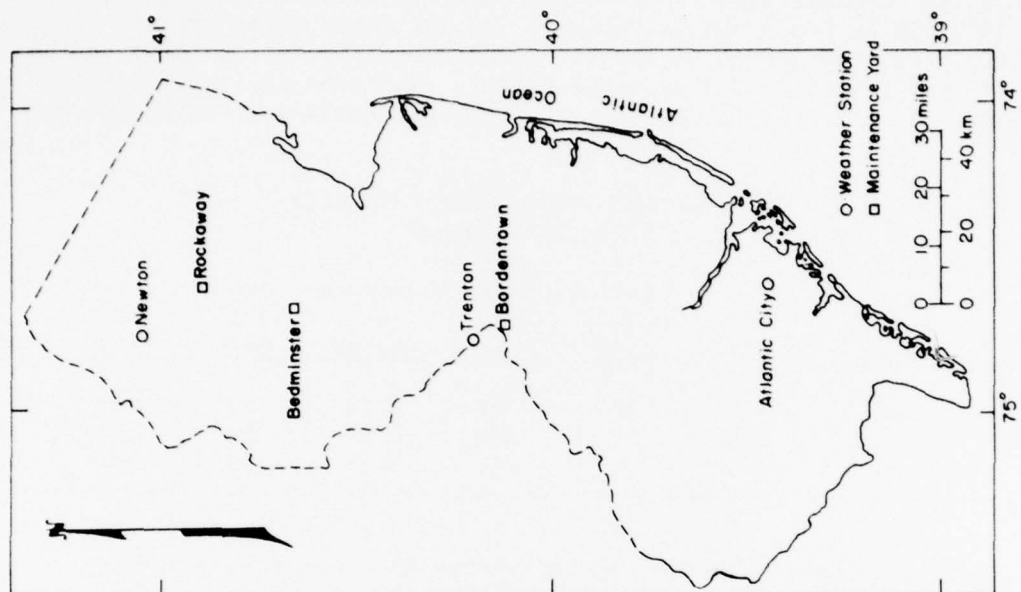 41°
40°
39°
74°
75°
N
Newton
Rockaway
Bedminster
Trenton
Bordentown
Atlantic City
Atlantic
Ocean
Weather Station
Maintenance Yard
0 10 20 30 miles
0 20 40 km